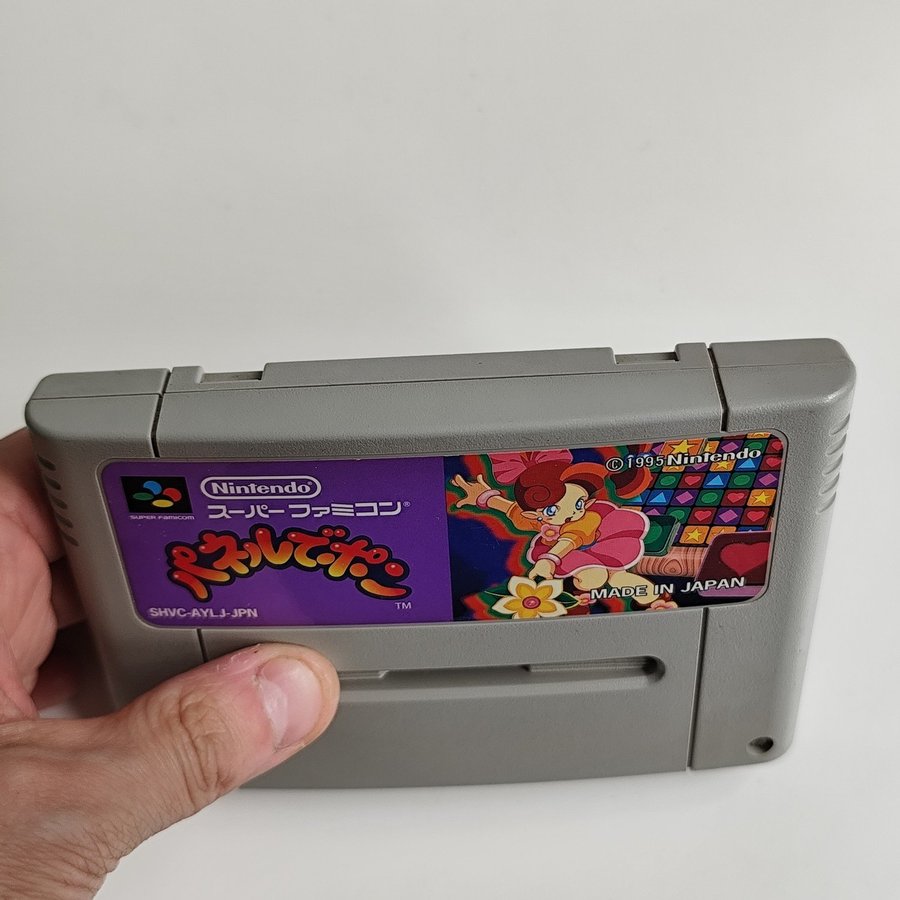 SUPER FAMICOM
Nintendo®
スーパーファミコン®
パネルでポン
TM
SHVC-AYLJ-JPN
©1995 Nintendo
MADE IN JAPAN